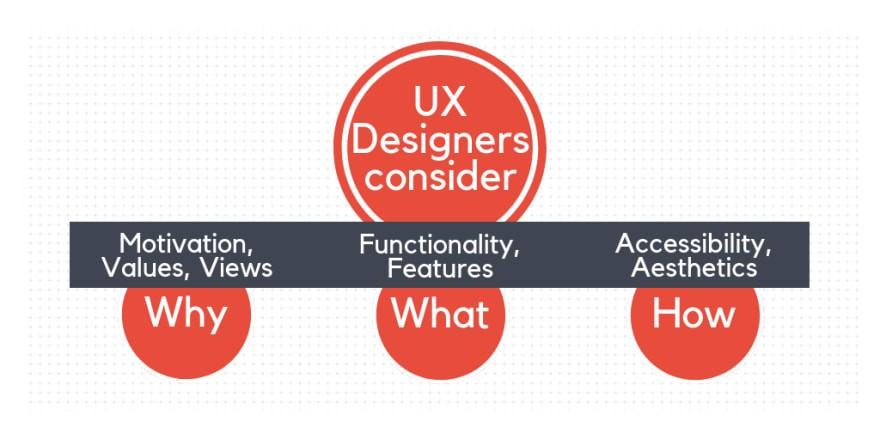 UX
Designers
consider
Motivation,
Values, Views
Functionality,
Features
Accessibility,
Aesthetics
Why
What
How